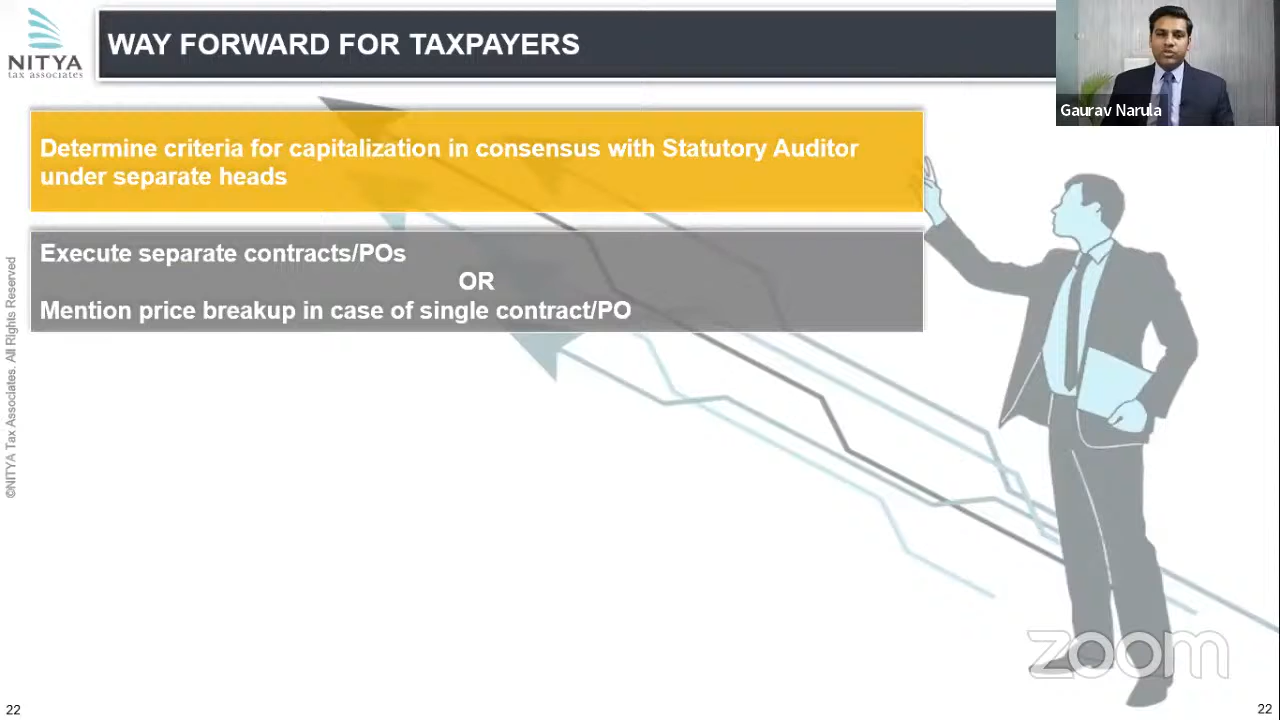 NITYA
tax associates
WAY FORWARD FOR TAXPAYERS
Gaurav Narula
Determine criteria for capitalization in consensus with Statutory Auditor
under separate heads
Execute separate contracts/POs
OR
Mention price breakup in case of single contract/PO
©NITYA Tax Associates. All Rights Reserved
zoom
22
22